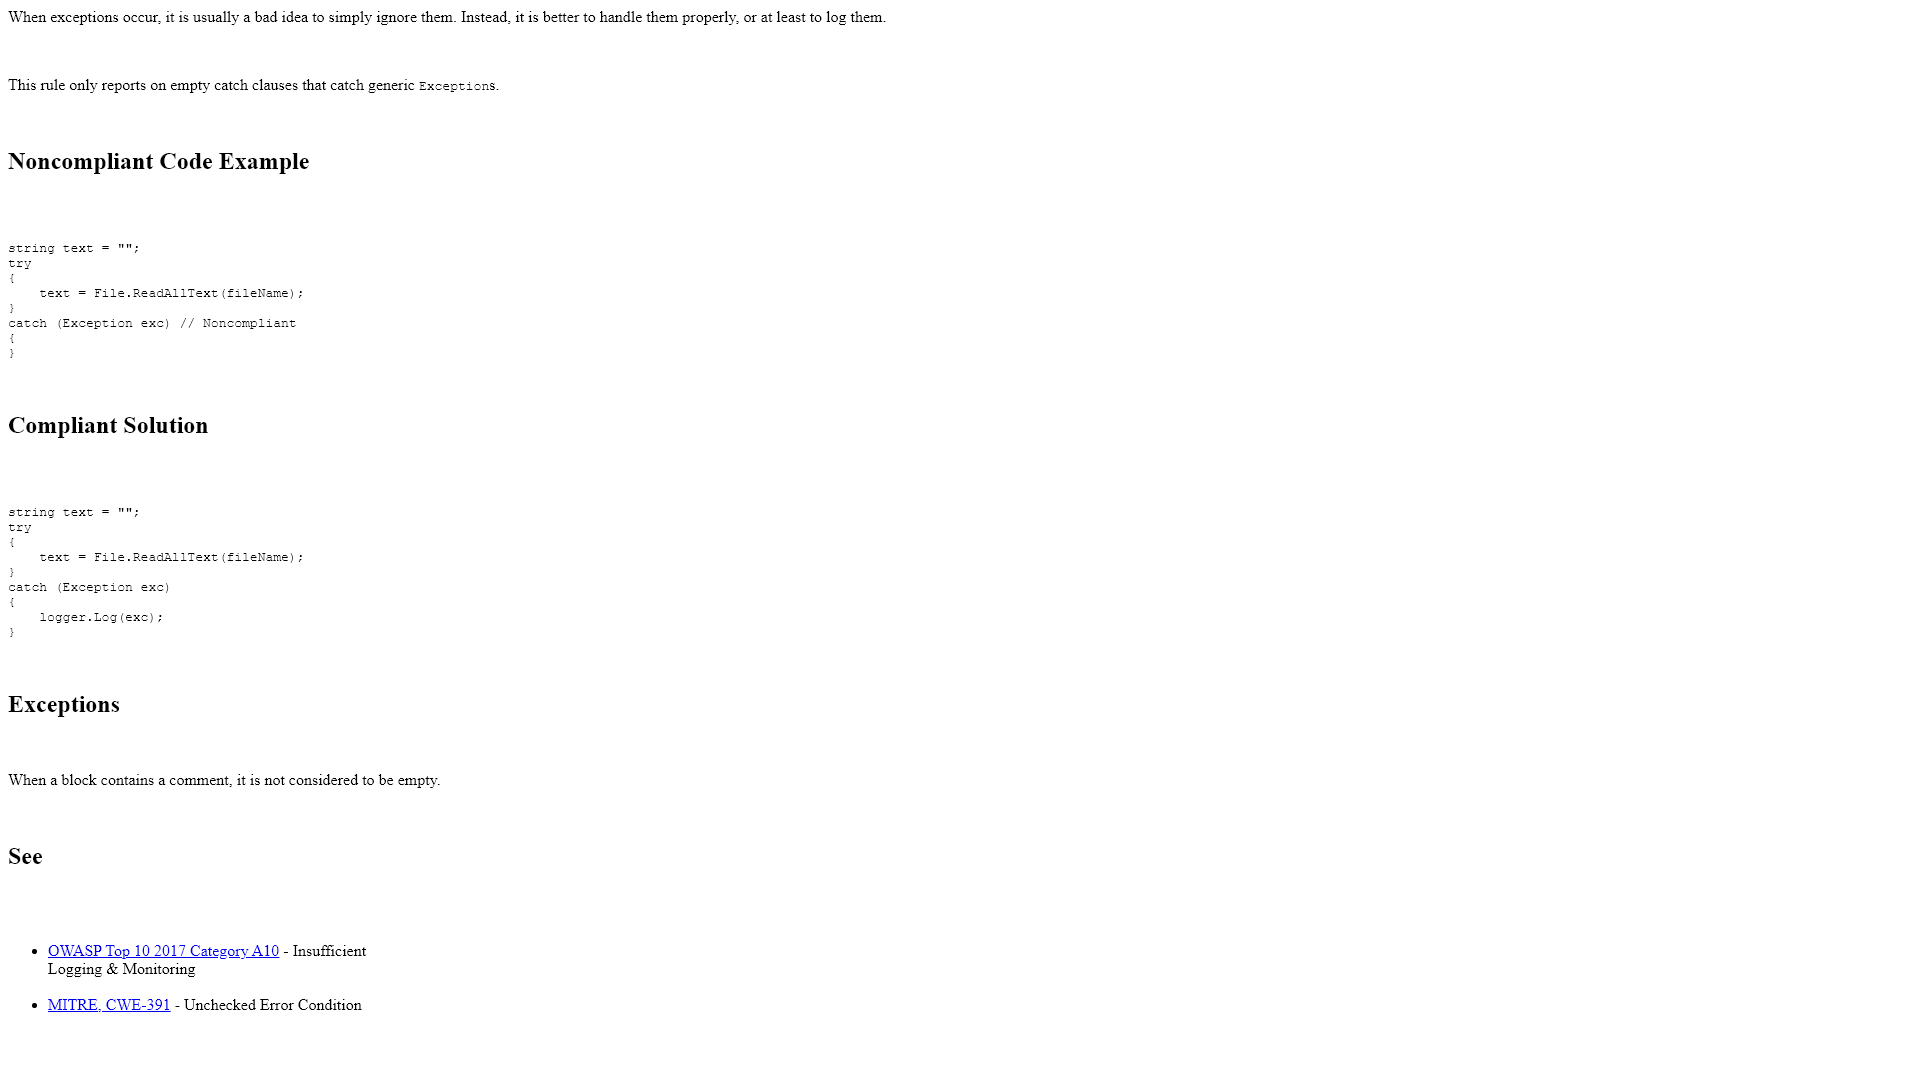 When exceptions occur, it is usually a bad idea to simply ignore them. Instead, it is better to handle them properly, or at least to log them.
This rule only reports on empty catch clauses that catch generic Exceptions.
Noncompliant Code Example
string text = "";
try
{
    text = File.ReadAllText(fileName);
}
catch (Exception exc) // Noncompliant
{
}
Compliant Solution
string text = "";
try
{
    text = File.ReadAllText(fileName);
}
catch (Exception exc)
{
    logger.Log(exc);
}
Exceptions
When a block contains a comment, it is not considered to be empty.
See
• OWASP Top 10 2017 Category A10 - Insufficient
Logging & Monitoring
• MITRE, CWE-391 - Unchecked Error Condition